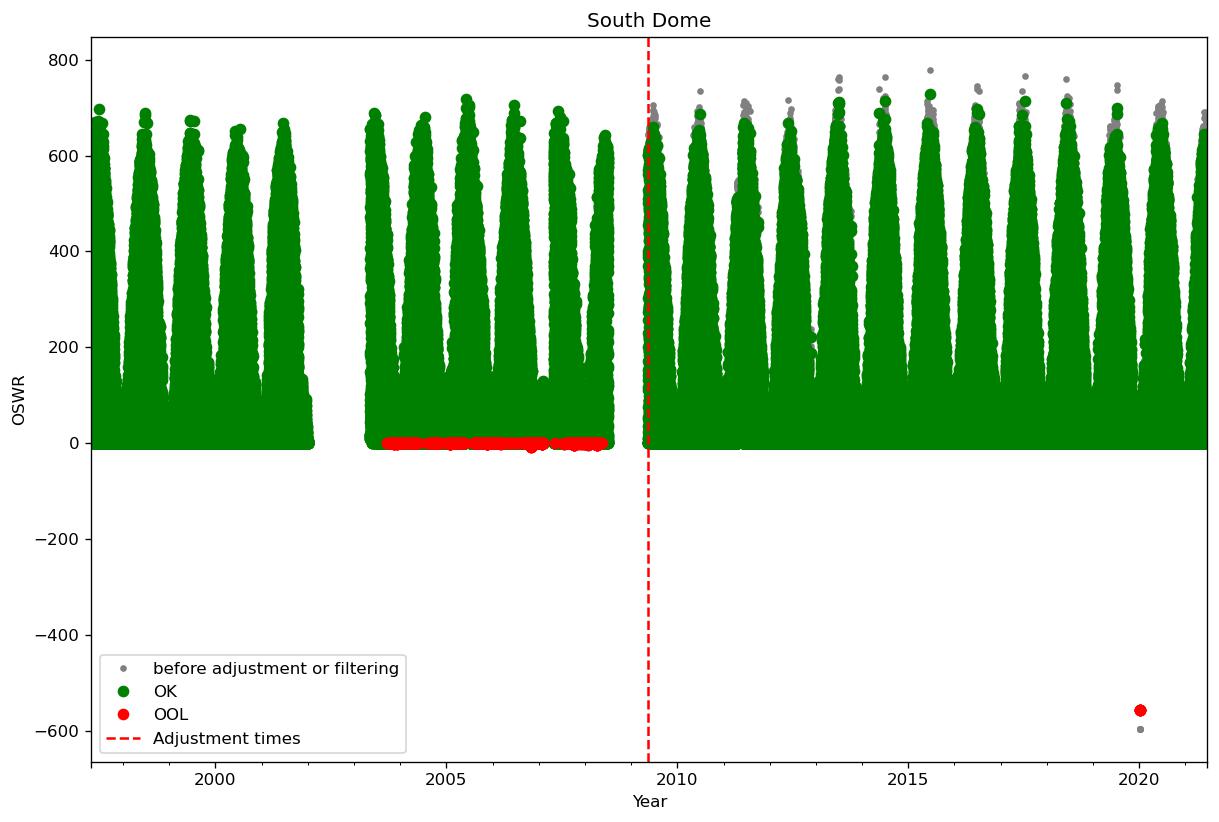 South Dome
800
600
400
200
0
−200
−400
−600
OSWR
before adjustment or filtering
OK
OOL
Adjustment times
2000
2005
2010
2015
2020
Year